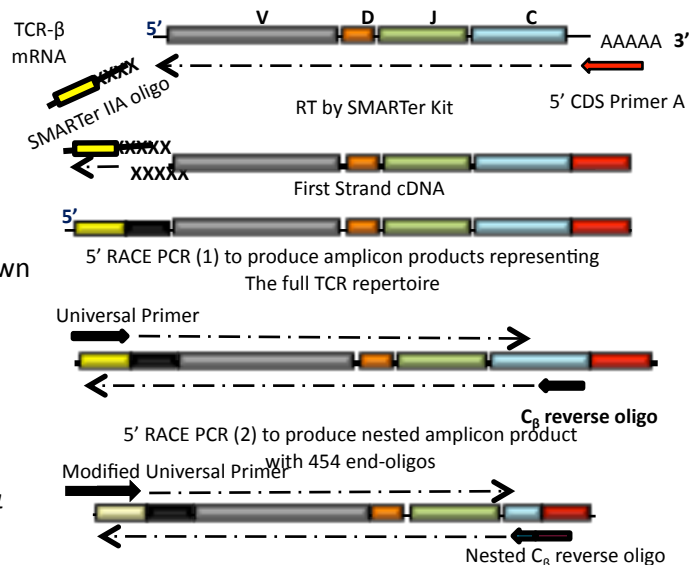 V D J C
TCR-β 5’ AAAAA 3’
mRNA
XXXX
SMARTer IIA oligo
RT by SMARTer Kit
5’ CDS Primer A
XXXXX
XXXXX
First Strand cDNA
5’
5’ RACE PCR (1) to produce amplicon products representing
The full TCR repertoire
wn
Universal Primer
Cβ reverse oligo
5’ RACE PCR (2) to produce nested amplicon product
with 454 end-oligos
Modified Universal Primer
Nested Cβ reverse oligo